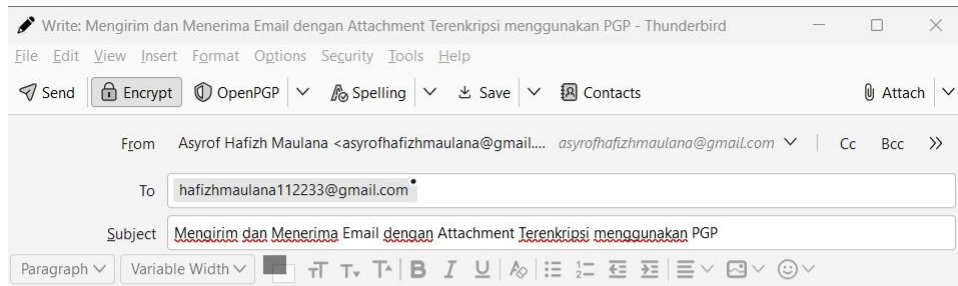 Write: Mengirim dan Menerima Email dengan Attachment Terenkripsi menggunakan PGP - Thunderbird
File Edit View Insert Format Options Security Tools Help
Send Encrypt OpenPGP Spelling Save Contacts Attach
From Asyrof Hafizh Maulana <asyrofhafizhmaulana@gmail.... asyrofhafizhmaulana@gmail.com Cc Bcc
To hafizhmaulana112233@gmail.com
Subject Mengirim dan Menerima Email dengan Attachment Terenkripsi menggunakan PGP
Paragraph Variable Width B I U